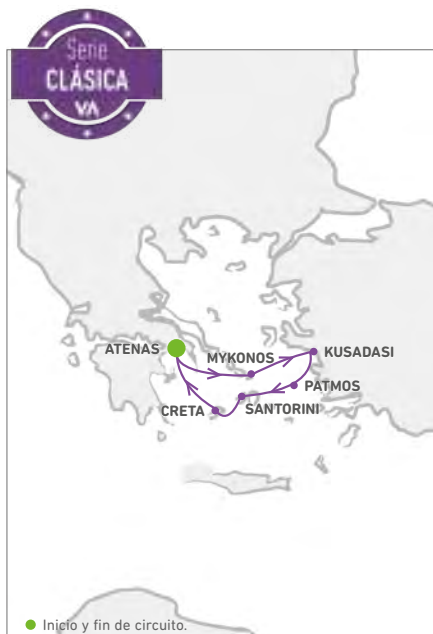 Serie
CLÁSICA
VA
ATENAS
MYKONOS
KUSADASI
PATMOS
CRETA
SANTORINI
Inicio y fin de circuito.